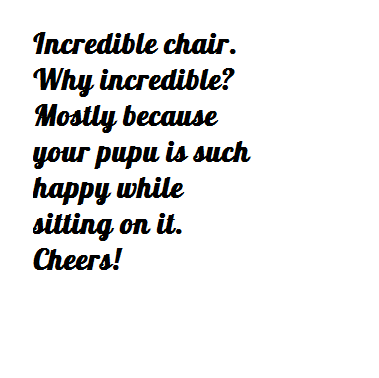 Incredible chair.
Why incredible?
Mostly because
your pupu is such
happy while
sitting on it.
Cheers!